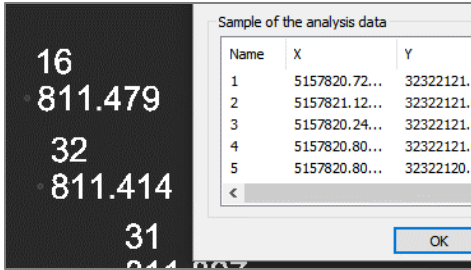 16
811.479
32
811.414
31
Sample of the analysis data
Name X Y
1 5157820.72... 32322121.
2 5157821.12... 32322121.
3 5157820.24... 32322121.
4 5157820.80... 32322121.
5 5157820.80... 32322120.
OK